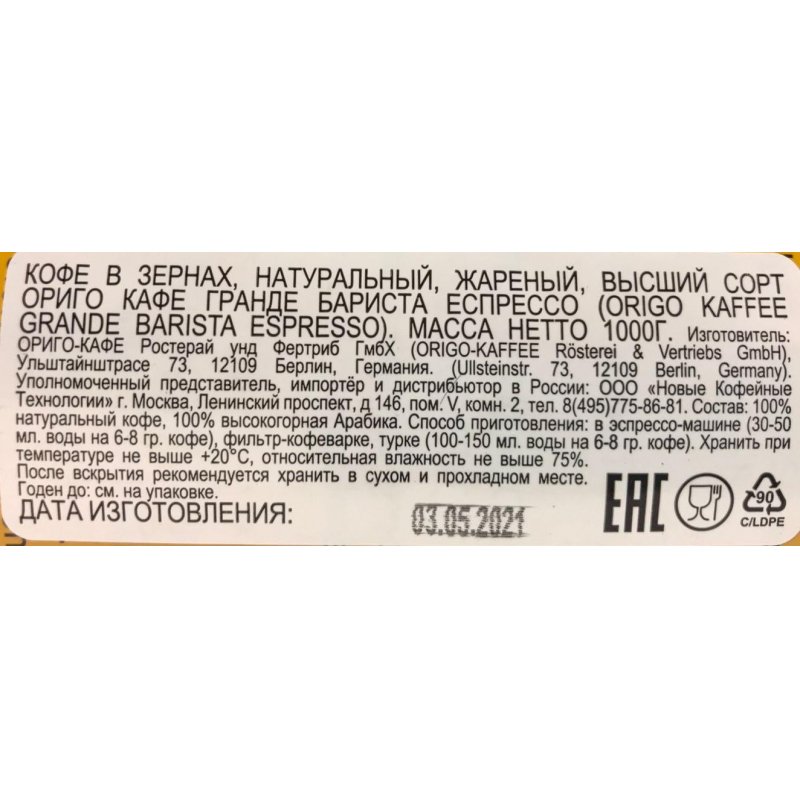 КОФЕ В ЗЕРНАХ, НАТУРАЛЬНЫЙ, ЖАРЕНЫЙ, ВЫСШИЙ СОРТ
ОРИГО КАФЕ ГРАНДЕ БАРИСТА ЕСПРЕССО (ORIGO KAFFEE
GRANDE BARISTA ESPRESSO). МАССА НЕТТО 1000Г. Изготовитель:
ОРИГО-КАФЕ Ростерай унд Фертриб ГмбХ (ORIGO-KAFFEE Rösterei & Vertriebs GmbH),
Ульштайнштрасе 73, 12109 Берлин, Германия. (Ullsteinstr. 73, 12109 Berlin, Germany).
Уполномоченный представитель, импортёр и дистрибьютор в России: ООО «Новые Кофейные
Технологии» г. Москва, Ленинский проспект, д 146, пом. V, комн. 2, тел. 8(495)775-86-81. Состав: 100%
натуральный кофе, 100% высокогорная Арабика. Способ приготовления: в эспрессо-машине (30-50
мл. воды на 6-8 гр. кофе), фильтр-кофеварке, турке (100-150 мл. воды на 6-8 гр. кофе). Хранить при
температуре не выше +20°С, относительная влажность не выше 75%.
После вскрытия рекомендуется хранить в сухом и прохладном месте.
Годен до: см. на упаковке.
ДАТА ИЗГОТОВЛЕНИЯ: 03.05.2021
EAC
90
C/LDPE